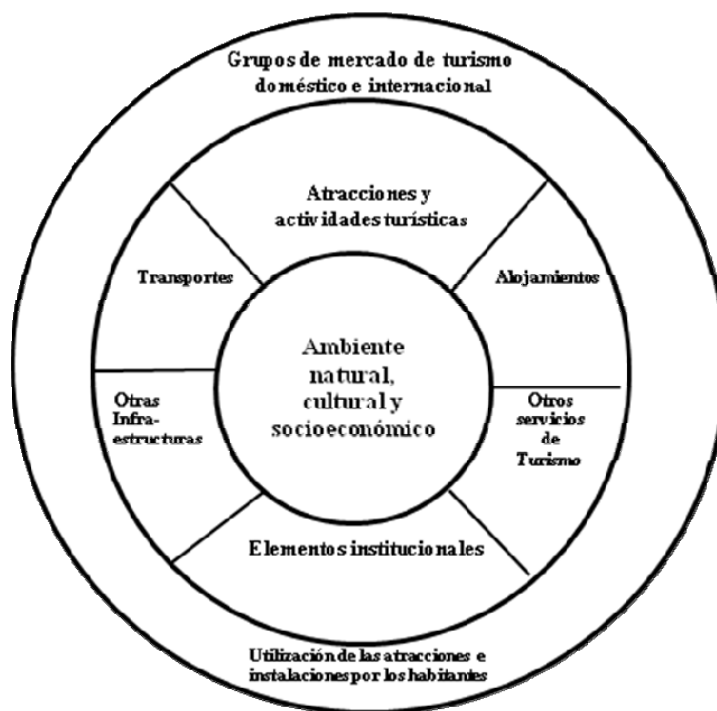 Grupos de mercado de turismo
doméstico e internacional
Atracciones y
actividades turísticas
Transportes
Alojamientos
Ambiente
natural,
cultural y
socioeconómico
Otras
Infra-
estructuras
Otros
servicios
de
Turismo
Elementos institucionales
Utilización de las atracciones e
instalaciones por los habitantes